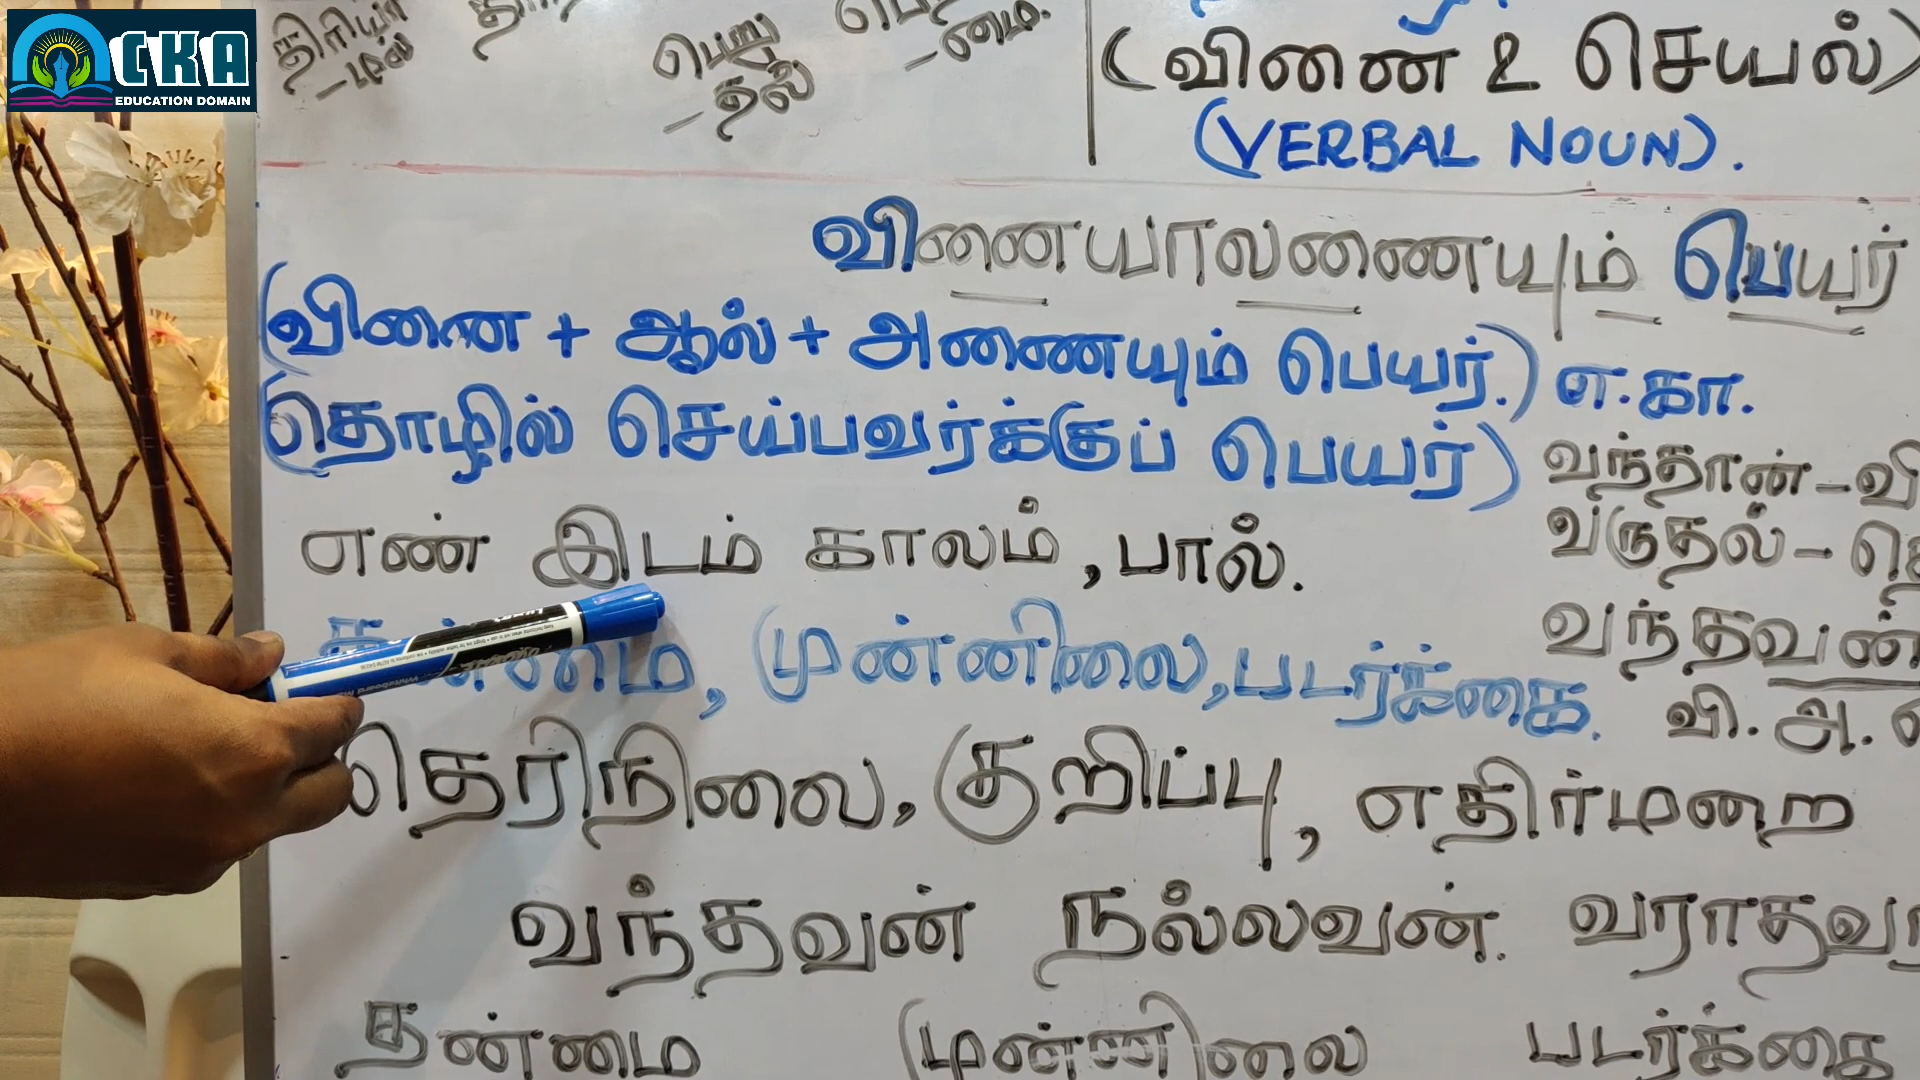 CKA
EDUCATION DOMAIN
பெறு
– தல்
– மை.
(வினை உ செயல்)
(VERBAL NOUN).
வினையாலணையும் பெயர்
(வினை + ஆல் + அணையும் பெயர்.) எ.கா.
(தொழில் செய்பவர்க்குப் பெயர்)
வந்தான் – வி
வருதல் – தொ
எண் இடம் காலம், பால்.
வந்தவன்
முன்னிலை, படர்க்கை.
வி. அ.
தெரிநிலை, குறிப்பு, எதிர்மறை
வந்தவன் நல்லவன். வராதவ
தன்மை முன்னிலை படர்க்கை